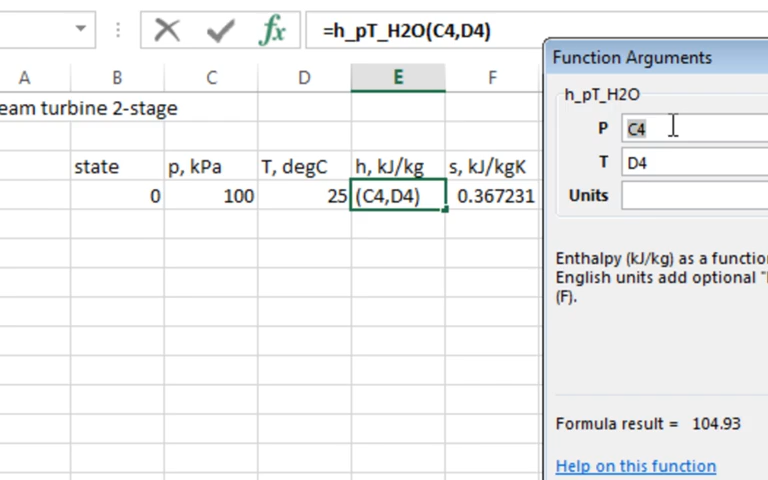 =h_pT_H2O(C4,D4)
Function Arguments
A B C D E F
eam turbine 2-stage
h_pT_H2O
P C4
state p, kPa T, degC h, kJ/kg s, kJ/kgK
T D4
0 100 25 (C4,D4) 0.367231
Units
Enthalpy (kJ/kg) as a function
English units add optional "
(F).
Formula result = 104.93
Help on this function